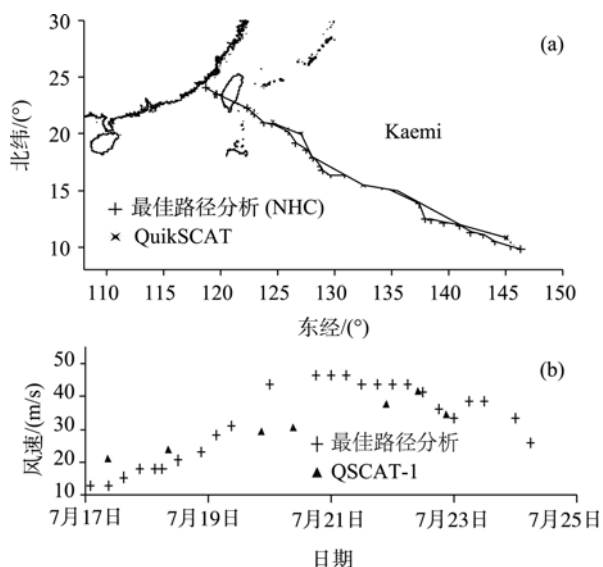 30
(a)
25
20
Kaemi
15
+ 最佳路径分析 (NHC)
× QuikSCAT
10
北纬/(°)
110 115 120 125 130 135 140 145 150
东经/(°)
50
(b)
40
30
+ 最佳路径分析
20
▲ QSCAT-1
10
风速/(m/s)
7月17日 7月19日 7月21日 7月23日 7月25日
日期